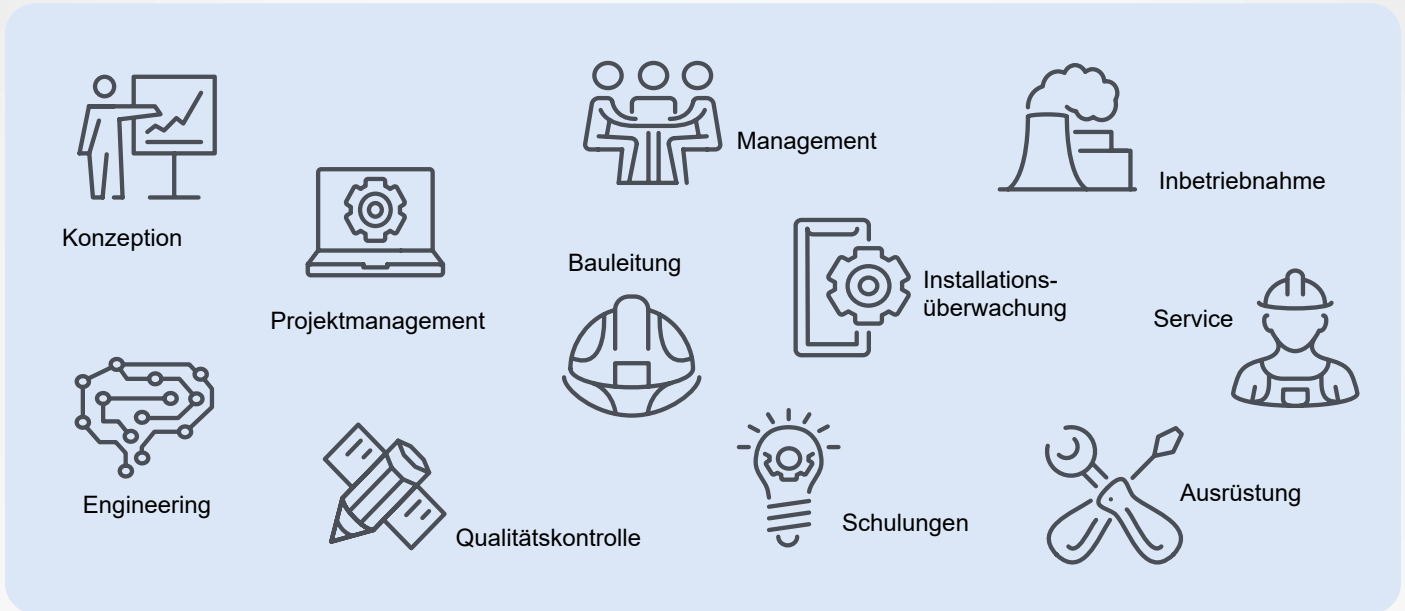 Management
Inbetriebnahme
Konzeption
Bauleitung
Installations-
überwachung
Projektmanagement
Service
Engineering
Qualitätskontrolle
Schulungen
Ausrüstung